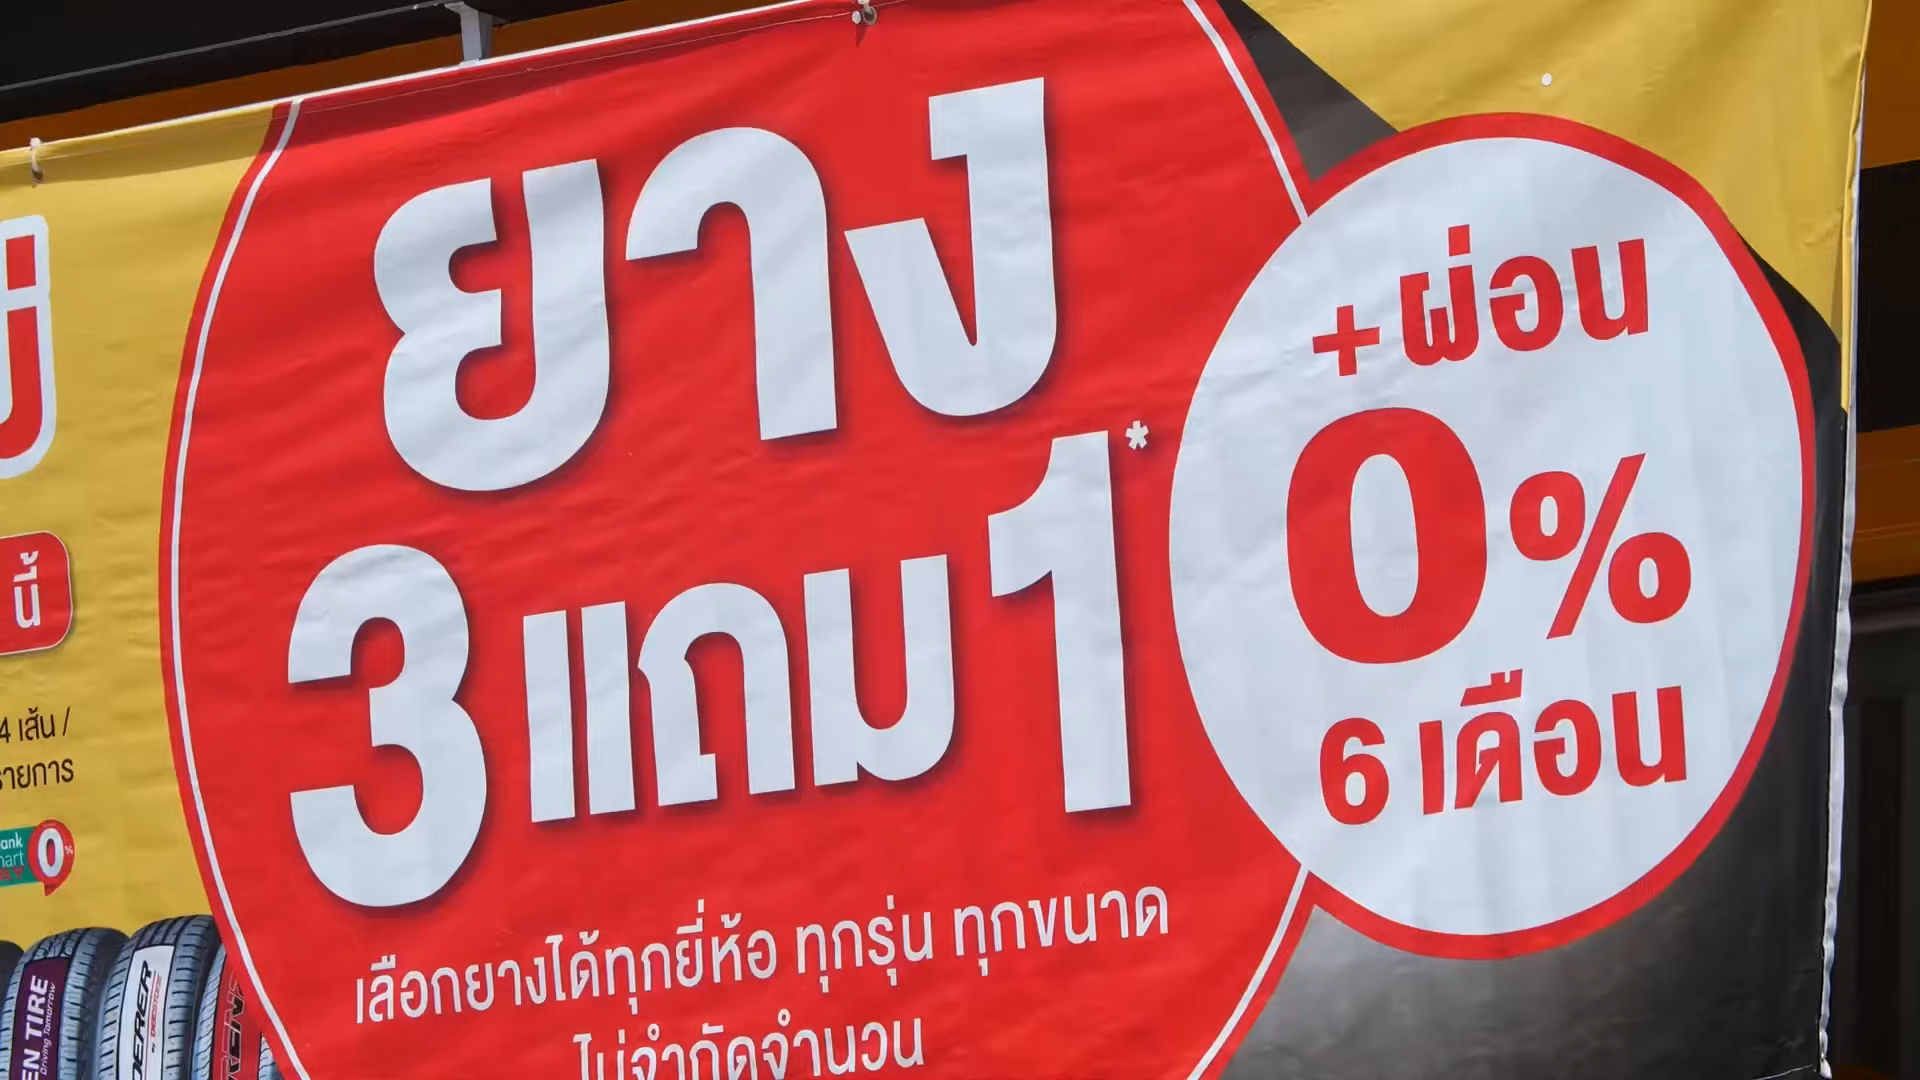 ยาง
3 แถม 1*
+ ผ่อน
0%
6 เดือน
เลือกยางได้ทุกยี่ห้อ ทุกรุ่น ทุกขนาด
ไม่จำกัดจำนวน
นี้
4 เส้น /
รายการ
0%
TIRE
Driving Tomorrow